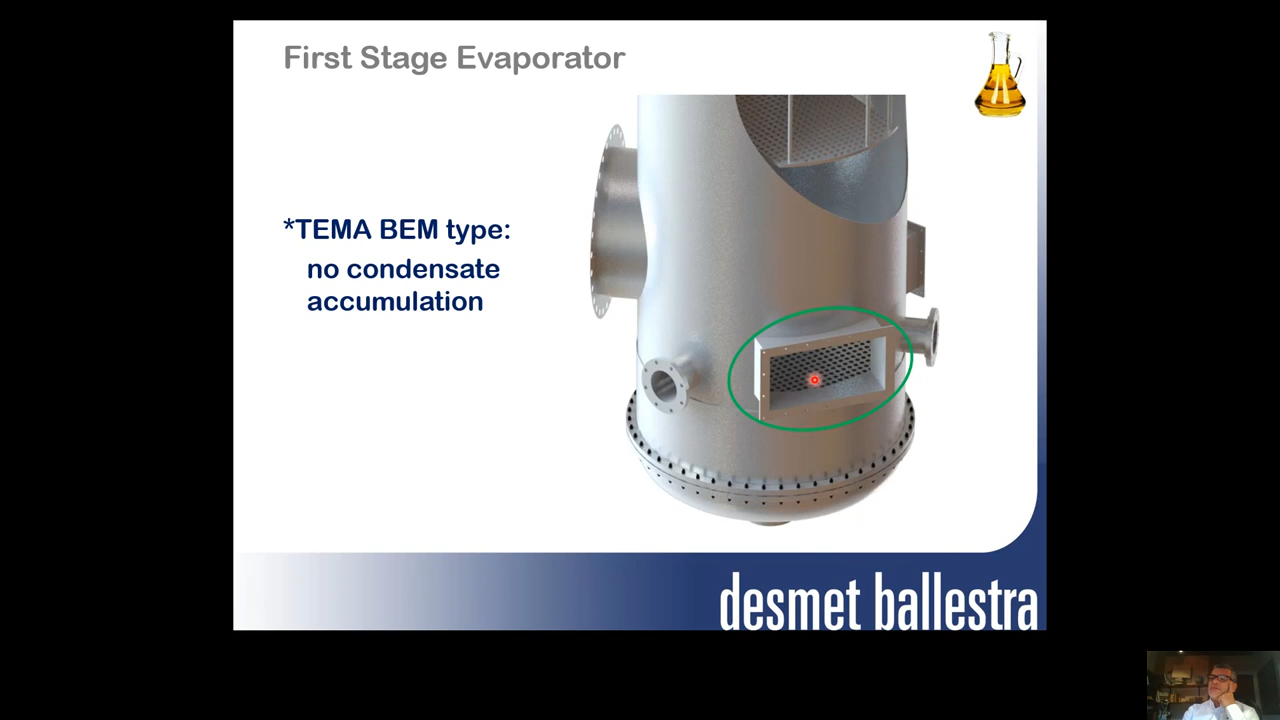 First Stage Evaporator
*TEMA BEM type:
no condensate
accumulation
desmet ballestra